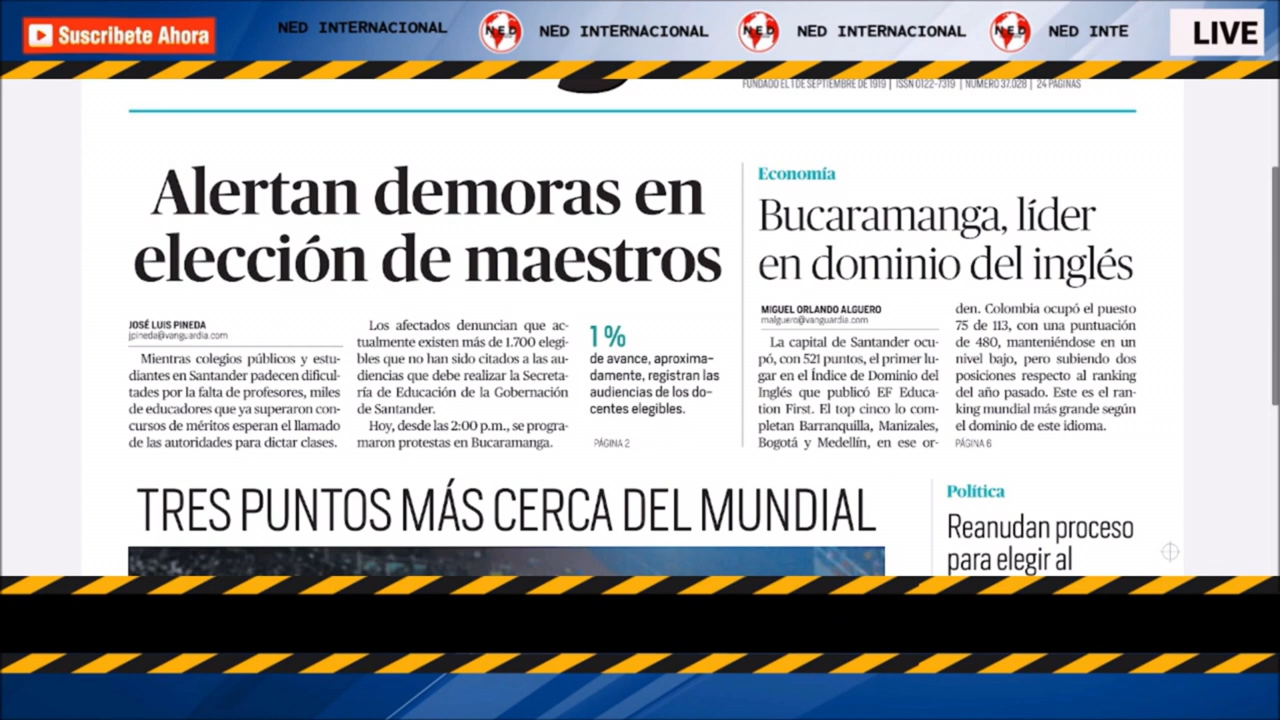 Suscribete Ahora
NED INTERNACIONAL
NED
NED INTERNACIONAL
NED
NED INTERNACIONAL
NED
NED INTE
LIVE
FUNDADO EL 1 DE SEPTIEMBRE DE 1919 | ISSN 0122-7319 | NÚMERO 37.028 | 24 PÁGINAS
Alertan demoras en
elección de maestros
JOSÉ LUIS PINEDA
jpineda@vanguardia.com
Mientras colegios públicos y estu-
diantes en Santander padecen dificul-
tades por la falta de profesores, miles
de educadores que ya superaron con-
cursos de méritos esperan el llamado
de las autoridades para dictar clases.
Los afectados denuncian que ac-
tualmente existen más de 1.700 elegi-
bles que no han sido citados a las au-
diencias que debe realizar la Secreta-
ría de Educación de la Gobernación
de Santander.
Hoy, desde las 2:00 p.m., se progra-
maron protestas en Bucaramanga.
1 %
de avance, aproxima-
damente, registran las
audiencias de los do-
centes elegibles.
PÁGINA 2
Economía
Bucaramanga, líder
en dominio del inglés
MIGUEL ORLANDO ALGUERO
malguero@vanguardia.com
La capital de Santander ocu-
pó, con 521 puntos, el primer lu-
gar en el Índice de Dominio del
Inglés que publicó EF Educa-
tion First. El top cinco lo com-
pletan Barranquilla, Manizales,
Bogotá y Medellín, en ese or-
den. Colombia ocupó el puesto
75 de 113, con una puntuación
de 480, manteniéndose en un
nivel bajo, pero subiendo dos
posiciones respecto al ranking
del año pasado. Este es el ran-
king mundial más grande según
el dominio de este idioma.
PÁGINA 6
TRES PUNTOS MÁS CERCA DEL MUNDIAL
Política
Reanudan proceso
para elegir al